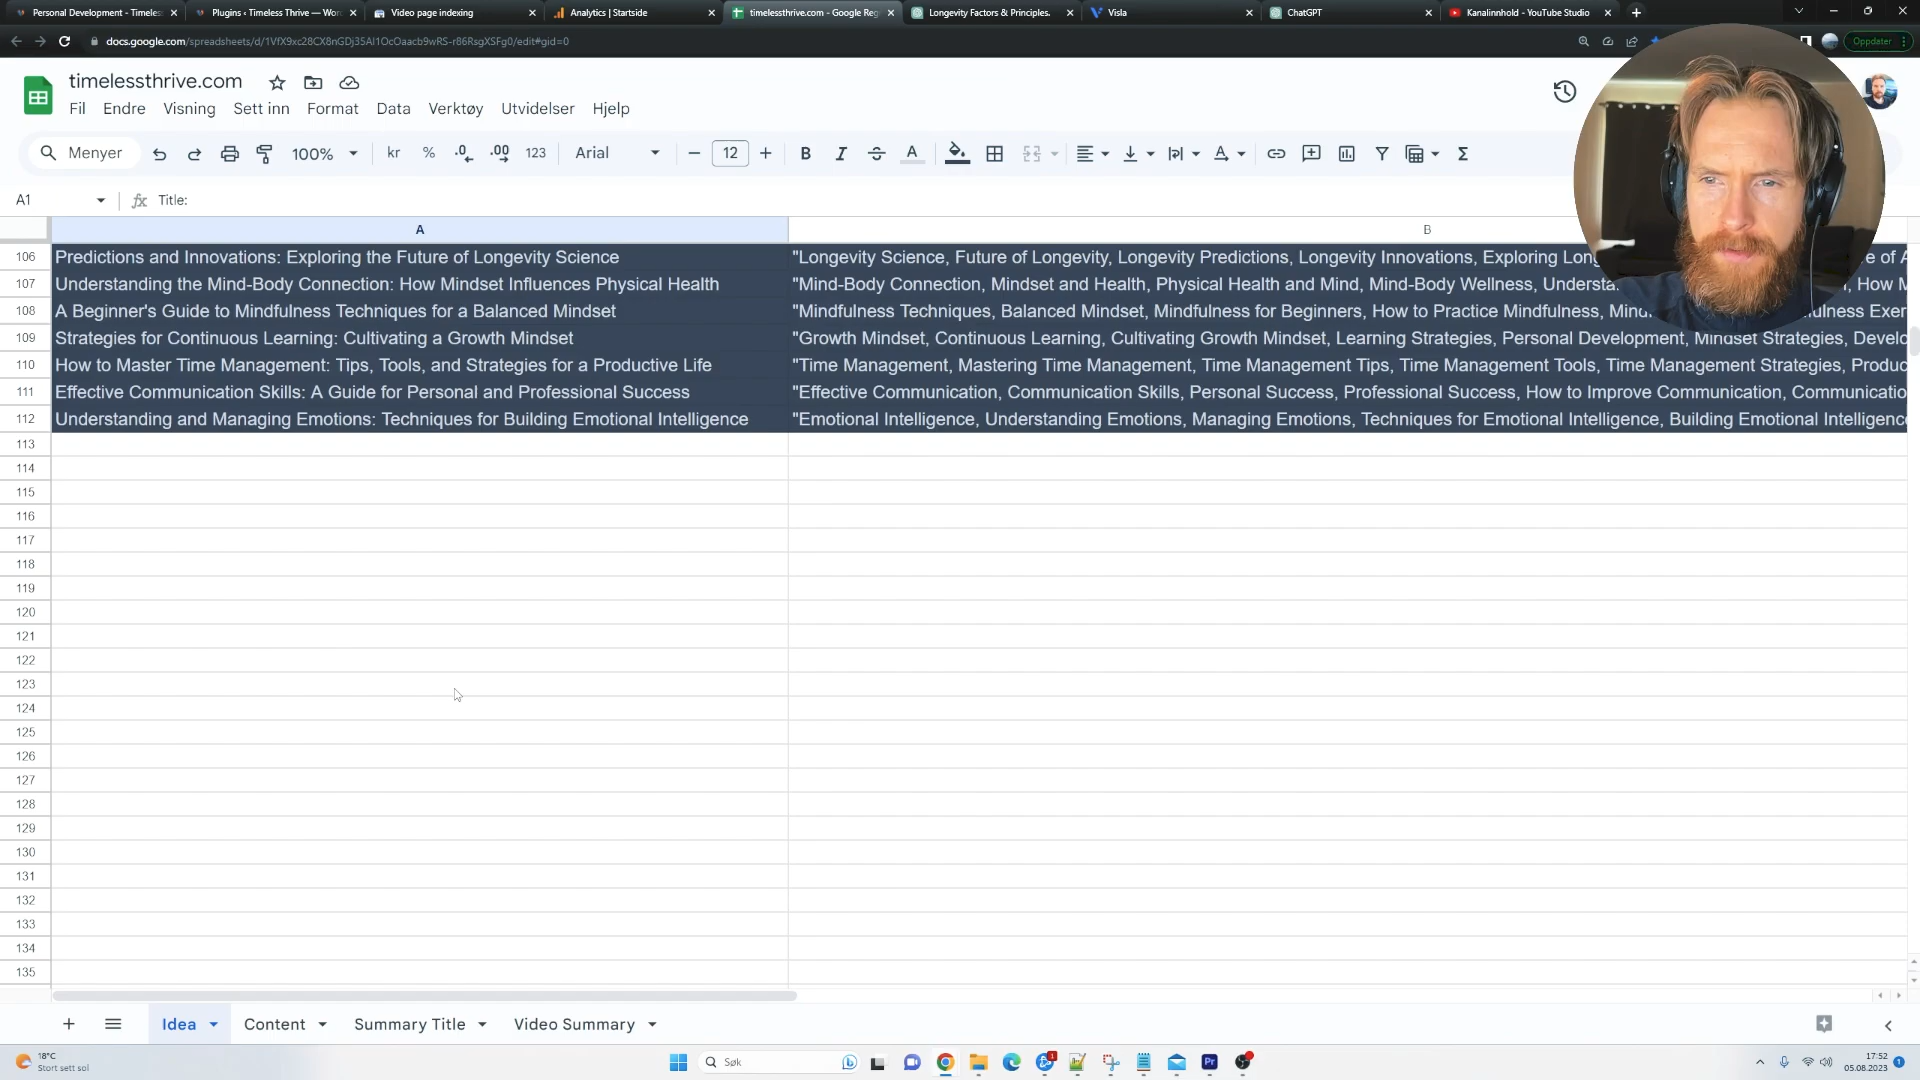 Personal Development - Timeles
Plugins ‹ Timeless Thrive — Wor
Video page indexing
Analytics | Startside
timelessthrive.com - Google Reg
Longevity Factors & Principles.
Visla
ChatGPT
Kanalinnhold - YouTube Studio
docs.google.com/spreadsheets/d/1VfX9xc28CX8nGDj35Al1OcOaacb9wRS-r86RsgXSFg0/edit#gid=0
Oppdater
timelessthrive.com
Fil Endre Visning Sett inn Format Data Verktøy Utvidelser Hjelp
Menyer 100% kr % .0 .00 123 Arial 12 B I A Σ
A1 fx Title:
A B
106 Predictions and Innovations: Exploring the Future of Longevity Science "Longevity Science, Future of Longevity, Longevity Predictions, Longevity Innovations, Exploring Long
107 Understanding the Mind-Body Connection: How Mindset Influences Physical Health "Mind-Body Connection, Mindset and Health, Physical Health and Mind, Mind-Body Wellness, Understa
108 A Beginner's Guide to Mindfulness Techniques for a Balanced Mindset "Mindfulness Techniques, Balanced Mindset, Mindfulness for Beginners, How to Practice Mindfulness,
109 Strategies for Continuous Learning: Cultivating a Growth Mindset "Growth Mindset, Continuous Learning, Cultivating Growth Mindset, Learning Strategies, Personal Development, Mindset Strategies, Develo
110 How to Master Time Management: Tips, Tools, and Strategies for a Productive Life "Time Management, Mastering Time Management, Time Management Tips, Time Management Tools, Time Management Strategies, Produc
111 Effective Communication Skills: A Guide for Personal and Professional Success "Effective Communication, Communication Skills, Personal Success, Professional Success, How to Improve Communication, Communicatio
112 Understanding and Managing Emotions: Techniques for Building Emotional Intelligence "Emotional Intelligence, Understanding Emotions, Managing Emotions, Techniques for Emotional Intelligence, Building Emotional Intelligence
113
114
115
116
117
118
119
120
121
122
123
124
125
126
127
128
129
130
131
132
133
134
135
Idea Content Summary Title Video Summary
18°C
Stort sett sol
Søk
17:52
05.08.2023